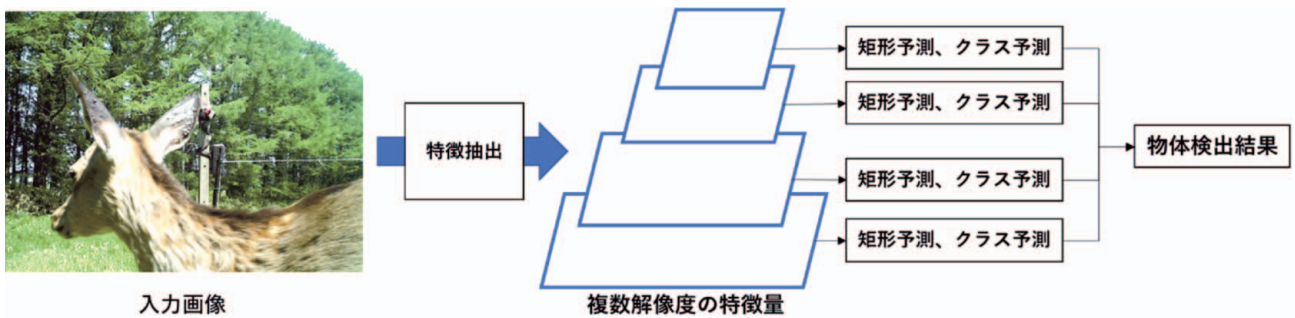 矩形予測、クラス予測
矩形予測、クラス予測
特徴抽出
物体検出結果
矩形予測、クラス予測
矩形予測、クラス予測
入力画像
複数解像度の特徴量